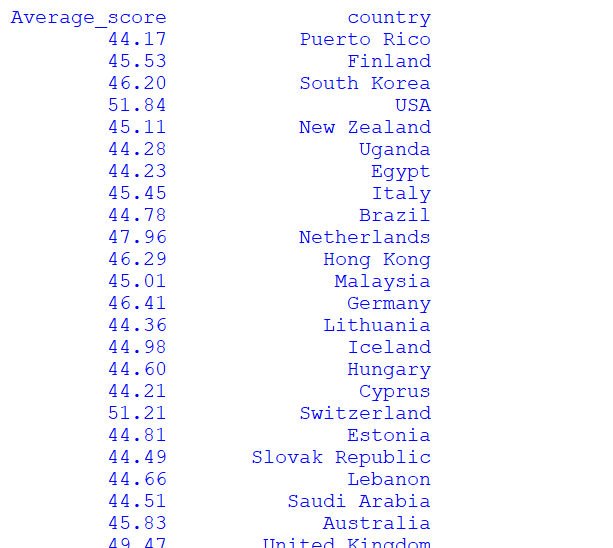 Average_score country
44.17 Puerto Rico
45.53 Finland
46.20 South Korea
51.84 USA
45.11 New Zealand
44.28 Uganda
44.23 Egypt
45.45 Italy
44.78 Brazil
47.96 Netherlands
46.29 Hong Kong
45.01 Malaysia
46.41 Germany
44.36 Lithuania
44.98 Iceland
44.60 Hungary
44.21 Cyprus
51.21 Switzerland
44.81 Estonia
44.49 Slovak Republic
44.66 Lebanon
44.51 Saudi Arabia
45.83 Australia
49.47 United Kingdom